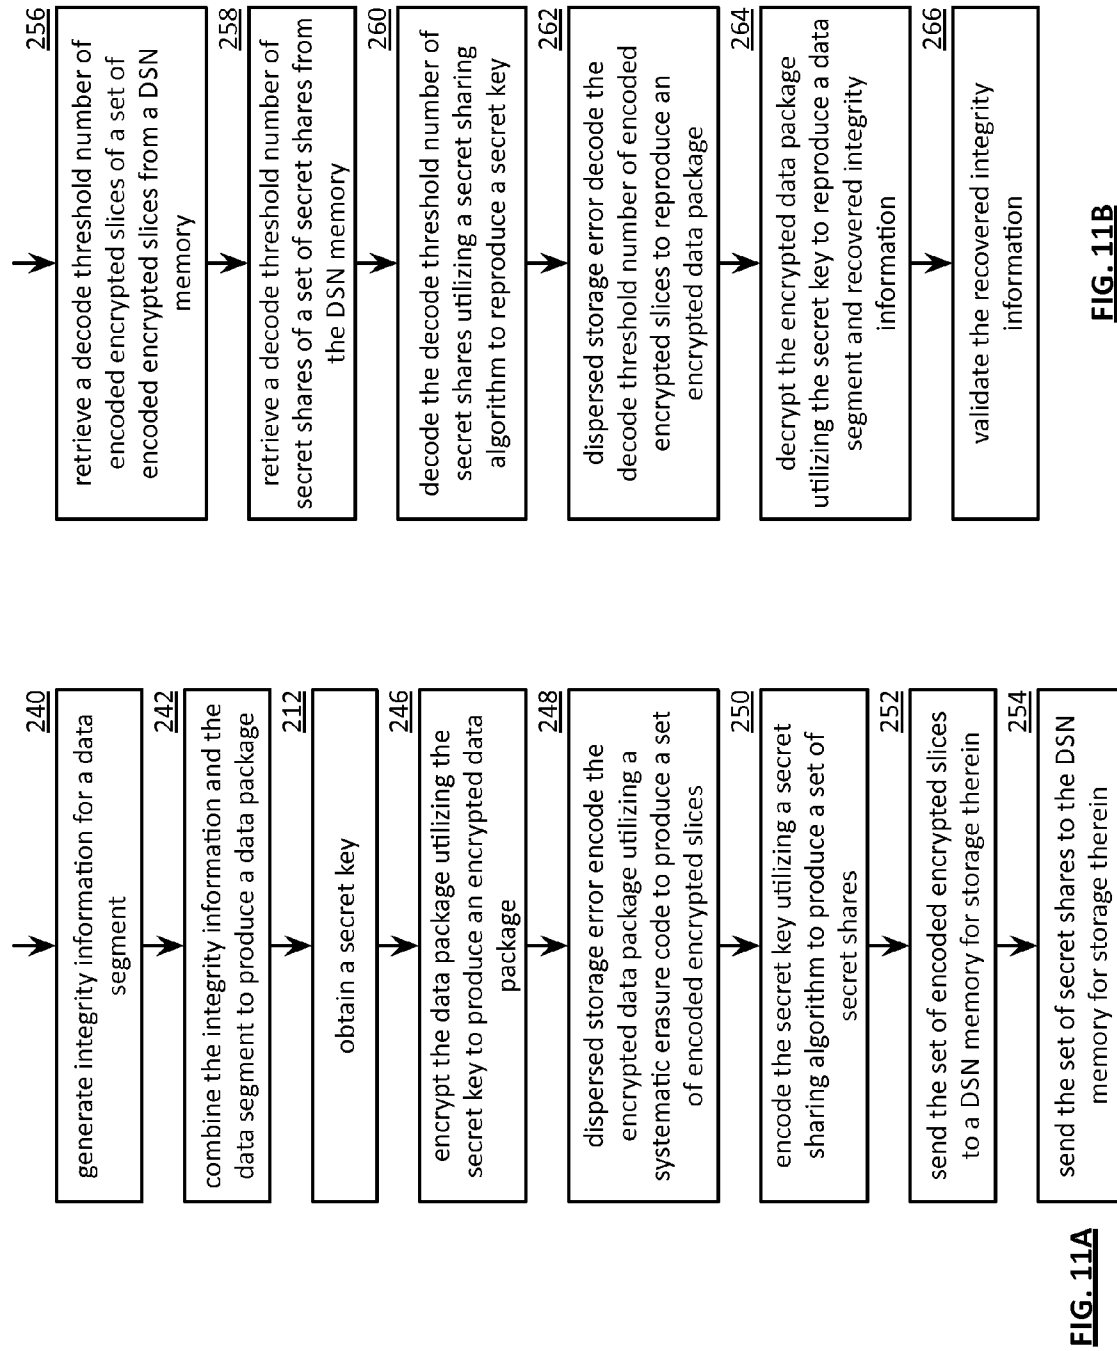 240
generate integrity information for a data
segment
242
combine the integrity information and the
data segment to produce a data package
212
obtain a secret key
246
encrypt the data package utilizing the
secret key to produce an encrypted data
package
248
dispersed storage error encode the
encrypted data package utilizing a
systematic erasure code to produce a set
of encoded encrypted slices
250
encode the secret key utilizing a secret
sharing algorithm to produce a set of
secret shares
252
send the set of encoded encrypted slices
to a DSN memory for storage therein
254
send the set of secret shares to the DSN
memory for storage therein
FIG. 11A
256
retrieve a decode threshold number of
encoded encrypted slices of a set of
encoded encrypted slices from a DSN
memory
258
retrieve a decode threshold number of
secret shares of a set of secret shares from
the DSN memory
260
decode the decode threshold number of
secret shares utilizing a secret sharing
algorithm to reproduce a secret key
262
dispersed storage error decode the
decode threshold number of encoded
encrypted slices to reproduce an
encrypted data package
264
decrypt the encrypted data package
utilizing the secret key to reproduce a data
segment and recovered integrity
information
266
validate the recovered integrity
information
FIG. 11B